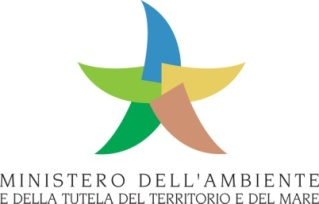 MINISTERO DELL'AMBIENTE
E DELLA TUTELA DEL TERRITORIO E DEL MARE